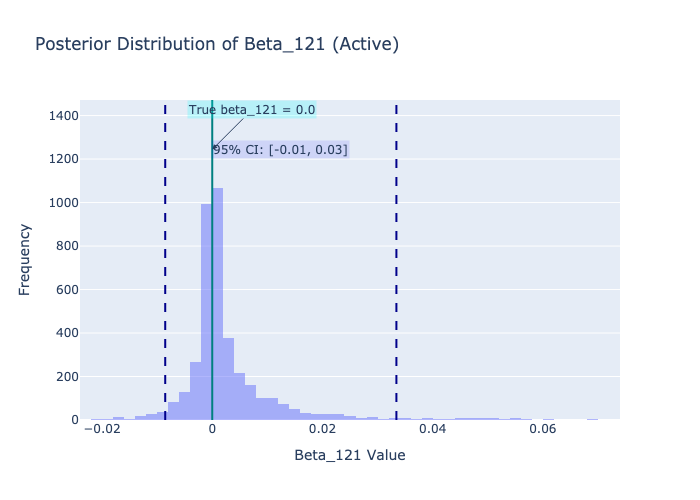 Posterior Distribution of Beta_121 (Active)
True beta_121 = 0.0
95% CI: [-0.01, 0.03]
1400
1200
1000
800
600
400
200
0
Frequency
−0.02
0
0.02
0.04
0.06
Beta_121 Value